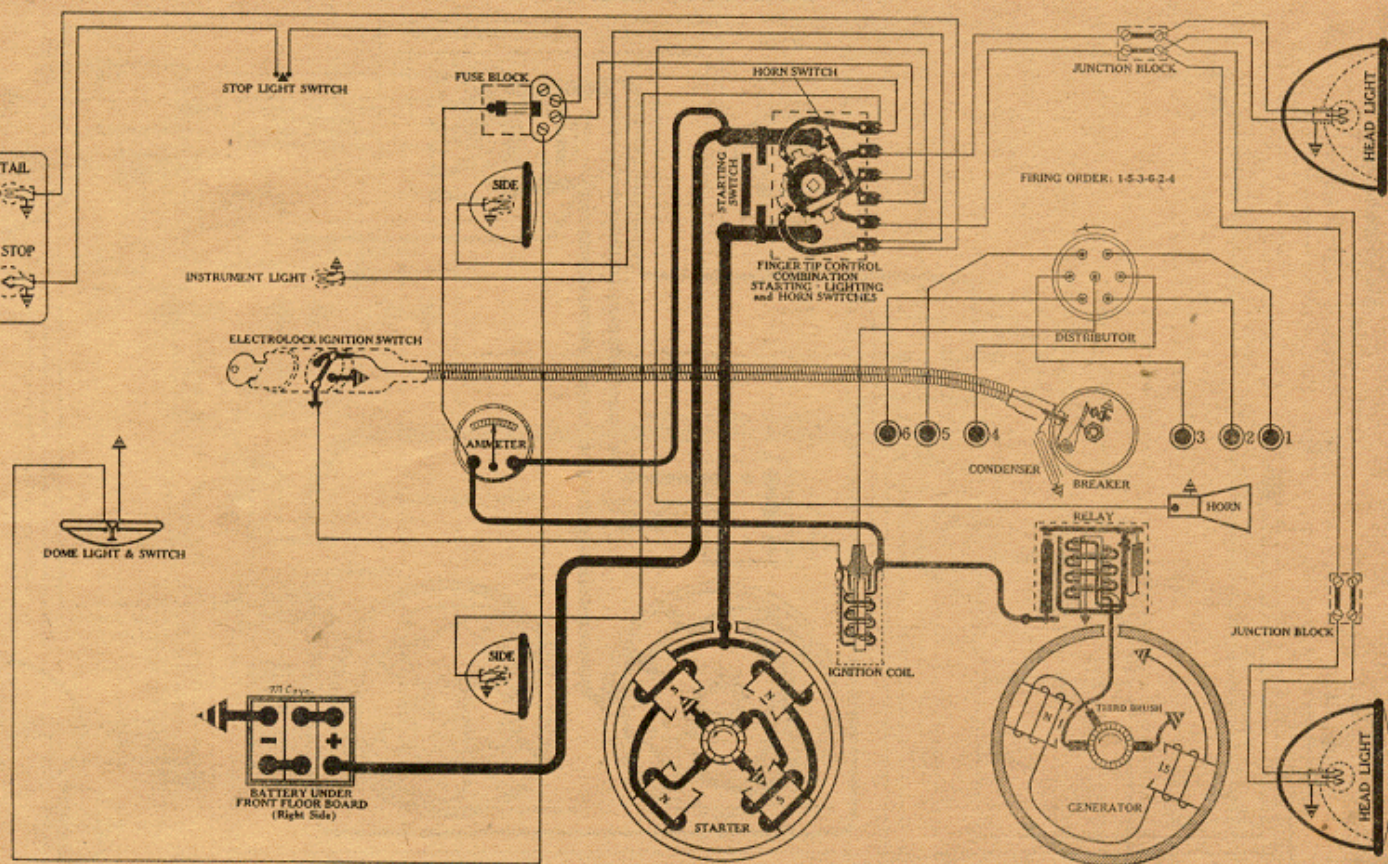 STOP LIGHT SWITCH
FUSE BLOCK
HORN SWITCH
JUNCTION BLOCK
HEAD LIGHT
TAIL
STOP
SIDE
STARTING
SWITCH
FIRING ORDER: 1-5-3-6-2-4
INSTRUMENT LIGHT
FINGER TIP CONTROL
COMBINATION
STARTING - LIGHTING
and HORN SWITCHES
DISTRIBUTOR
ELECTROLOCK IGNITION SWITCH
AMMETER
6
5
4
3
2
1
CONDENSER
BREAKER
HORN
RELAY
DOME LIGHT & SWITCH
JUNCTION BLOCK
SIDE
IGNITION COIL
- +
BATTERY UNDER
FRONT FLOOR BOARD
(Right Side)
S
N
N
S
STARTER
N
THIRD BRUSH
GENERATOR
HEAD LIGHT